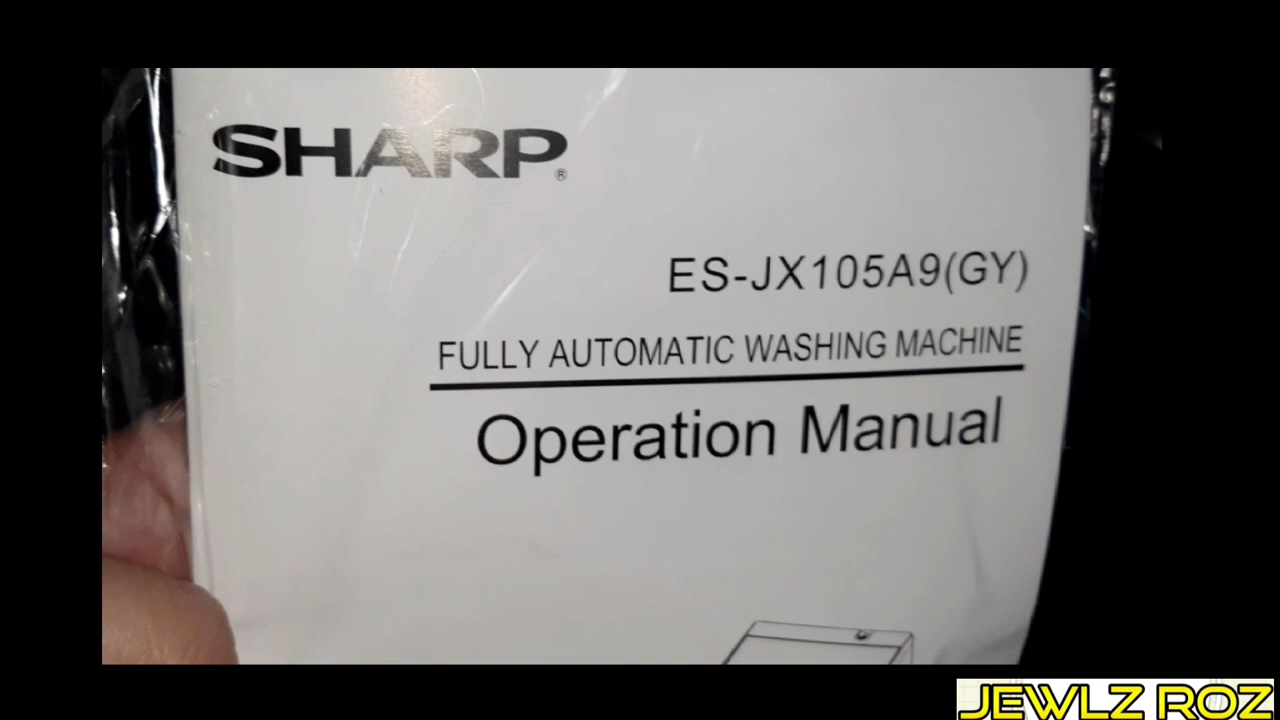 SHARP®
ES-JX105A9(GY)
FULLY AUTOMATIC WASHING MACHINE
Operation Manual
JEWLZ ROZ